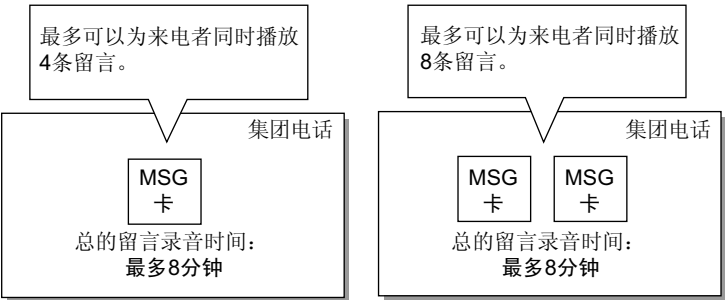 最多可以为来电者同时播放
4条留言。
集团电话
MSG
卡
总的留言录音时间：
最多8分钟
最多可以为来电者同时播放
8条留言。
集团电话
MSG
卡
MSG
卡
总的留言录音时间：
最多8分钟